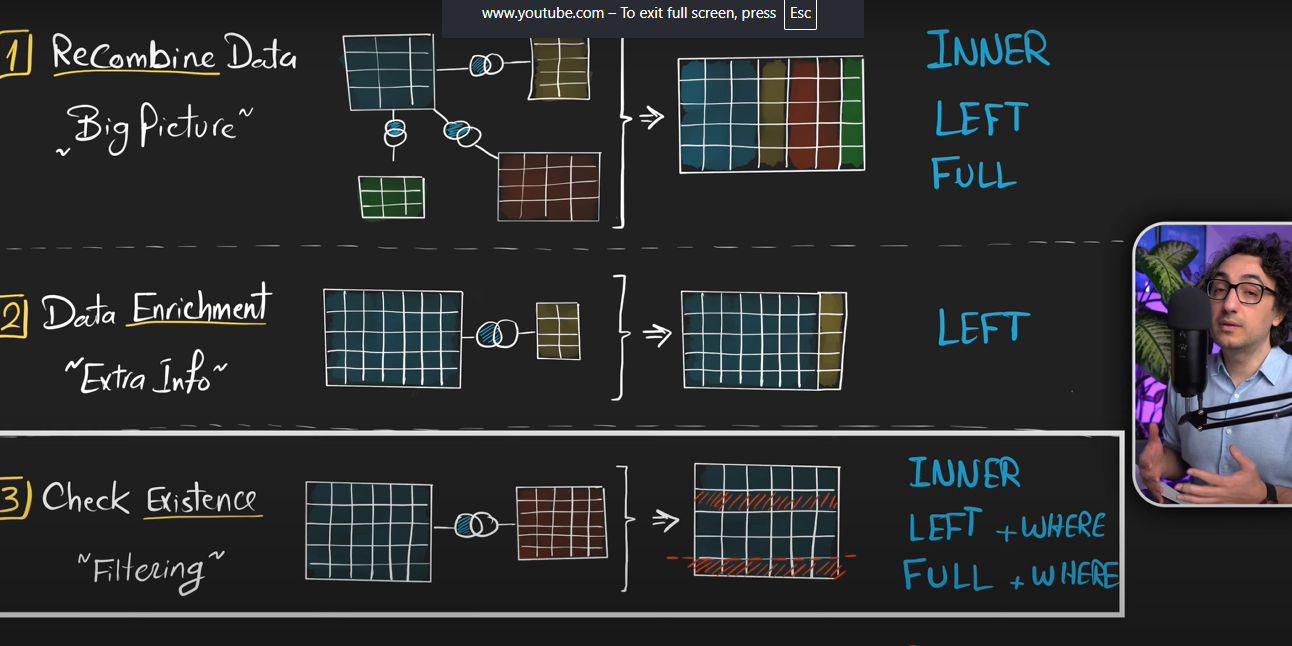 www.youtube.com – To exit full screen, press Esc
1) ReCombine Data
~Big Picture~
INNER
LEFT
FULL
2) Data Enrichment
~Extra Info~
LEFT
3) Check Existence
~Filtering~
INNER
LEFT + WHERE
FULL + WHERE